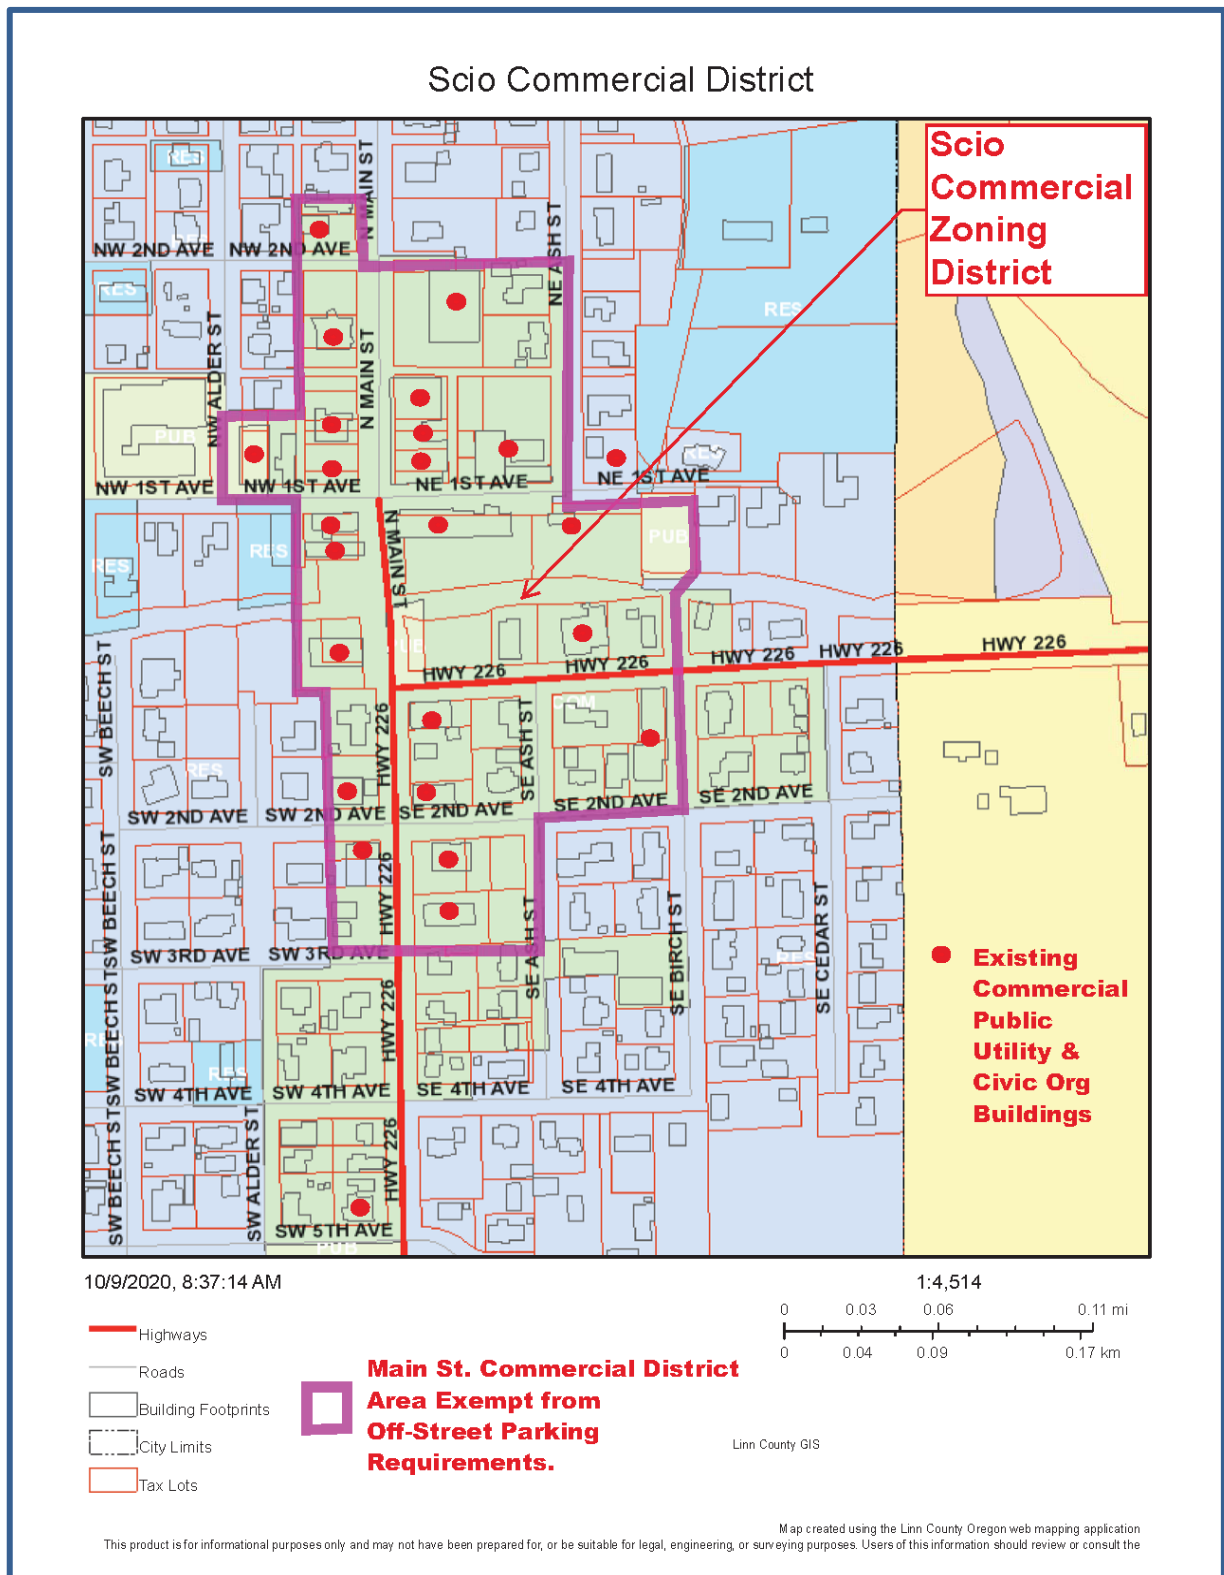 Scio Commercial District
Scio
Commercial
Zoning
District
RES
N MAIN ST
NE ASH ST
NW 2ND AVE
NW 2ND AVE
RES
RES
NW ALDER ST
N MAIN ST
PUB
RES
NW 1ST AVE
NW 1ST AVE
NE 1ST AVE
NE 1ST AVE
N MAIN ST
PUB
RES
RES
PUB
HWY 226
HWY 226
HWY 226
HWY 226
HWY 226
SW BEECH ST
HWY 226
SE ASH ST
COM
RES
SW 2ND AVE
SW 2ND AVE
SE 2ND AVE
SE 2ND AVE
SE 2ND AVE
SW BEECH ST
HWY 226
SE ASH ST
SE BIRCH ST
SE CEDAR ST
RES
SW 3RD AVE
SW 3RD AVE
Existing
Commercial
Public
Utility &
Civic Org
Buildings
SW BEECH ST
HWY 226
RES
RES
SW 4TH AVE
SW 4TH AVE
SE 4TH AVE
SE 4TH AVE
SW BEECH ST
SW ALDER ST
HWY 226
SW 5TH AVE
PUB
10/9/2020, 8:37:14 AM
1:4,514
0 0.03 0.06 0.11 mi
0 0.04 0.09 0.17 km
Highways
Roads
Building Footprints
City Limits
Tax Lots
Main St. Commercial District
Area Exempt from
Off-Street Parking
Requirements.
Linn County GIS
Map created using the Linn County Oregon web mapping application
This product is for informational purposes only and may not have been prepared for, or be suitable for legal, engineering, or surveying purposes. Users of this information should review or consult the